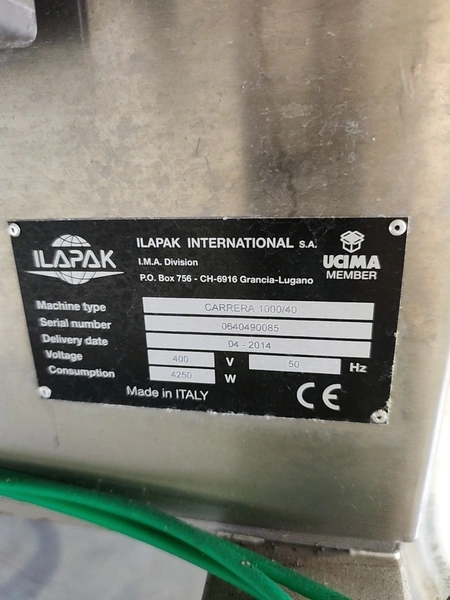 ILAPAK
ILAPAK INTERNATIONAL S.A.
I.M.A. Division
P.O. Box 756 - CH-6916 Grancia-Lugano
UCIMA
MEMBER
Machine type CARRERA 1000/40
Serial number 0640490085
Delivery date 04 - 2014
Voltage 400 V 50 Hz
Consumption 4250 W
Made in ITALY CE